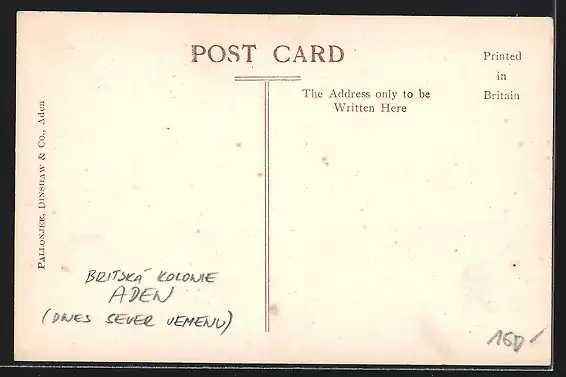 POST CARD
Printed
in
Britain
The Address only to be
Written Here
PALLONJEE, DINSHAW & Co., Aden
BRITSKÁ KOLONIE
ADEN
(DNES SEVER JEMENU)
160,-